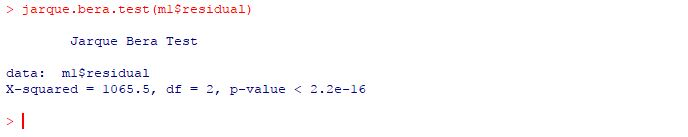 > jarque.bera.test(m1$residual)
Jarque Bera Test
data: m1$residual
X-squared = 1065.5, df = 2, p-value < 2.2e-16
>